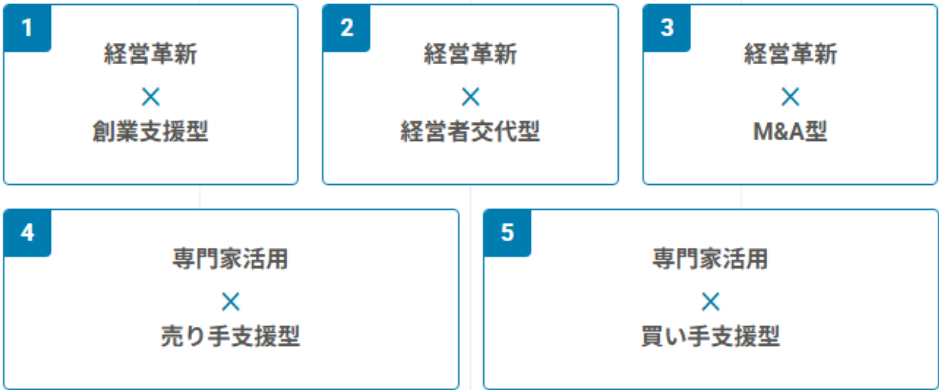 1
経営革新
×
創業支援型
2
経営革新
×
経営者交代型
3
経営革新
×
M&A型
4
専門家活用
×
売り手支援型
5
専門家活用
×
買い手支援型